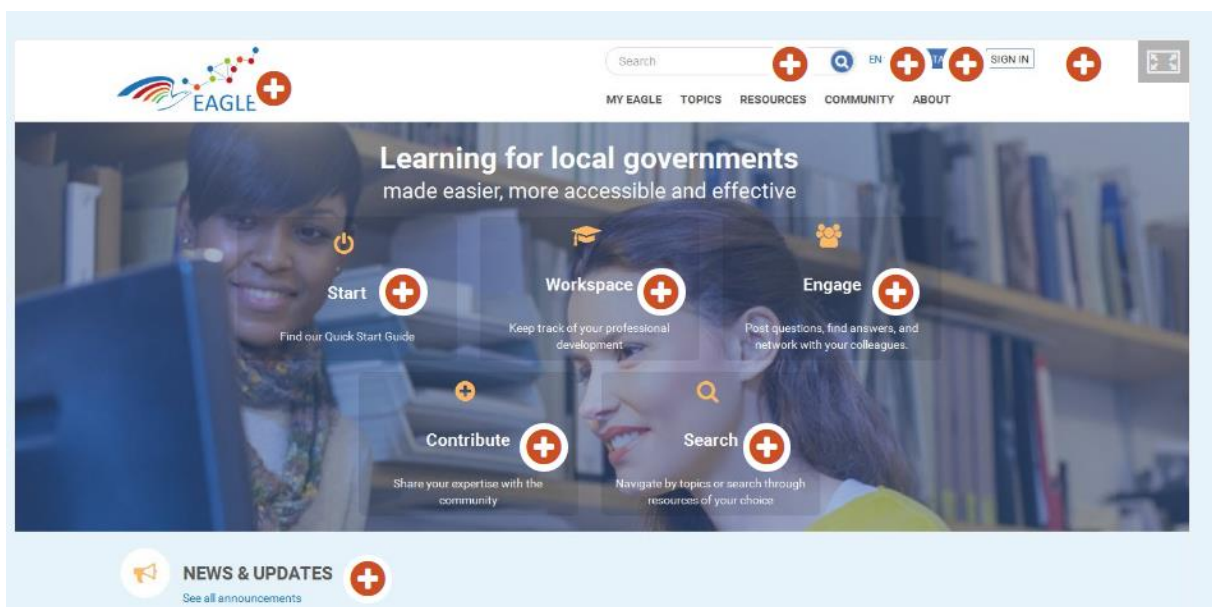 EAGLE
Search
EN
SIGN IN
MY EAGLE TOPICS RESOURCES COMMUNITY ABOUT
Learning for local governments
made easier, more accessible and effective
Start
Find our Quick Start Guide
Workspace
Keep track of your professional
development
Engage
Post questions, find answers, and
network with your colleagues.
Contribute
Share your expertise with the
community
Search
Navigate by topics or search through
resources of your choice
NEWS & UPDATES
See all announcements